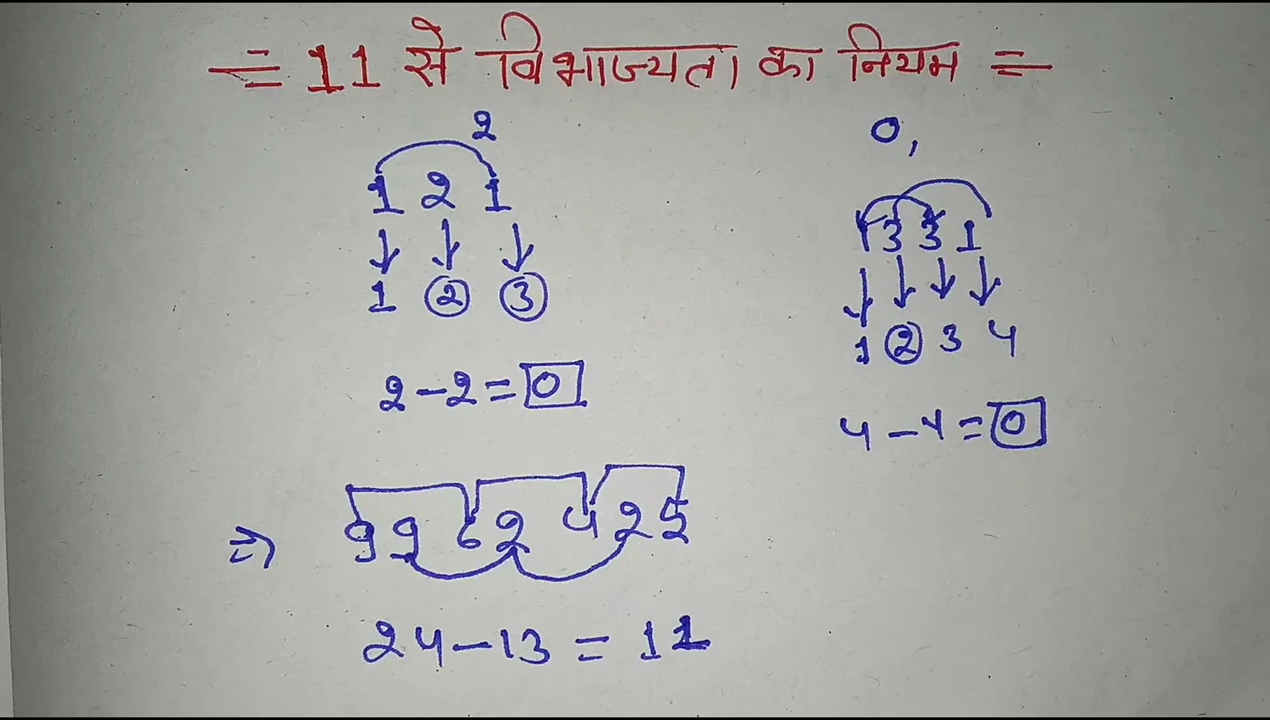 = 11 से विभाज्यता का नियम =
2
1 2 1
↓ ↓ ↓
1 2 3
2-2=0
0,
1331
↓ ↓ ↓ ↓
1 2 3 4
4-4=0
⇒ 9962425
24-13=11